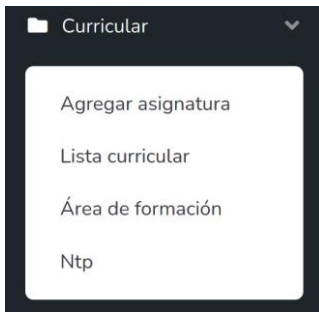 Curricular
Agregar asignatura
Lista curricular
Área de formación
Ntp